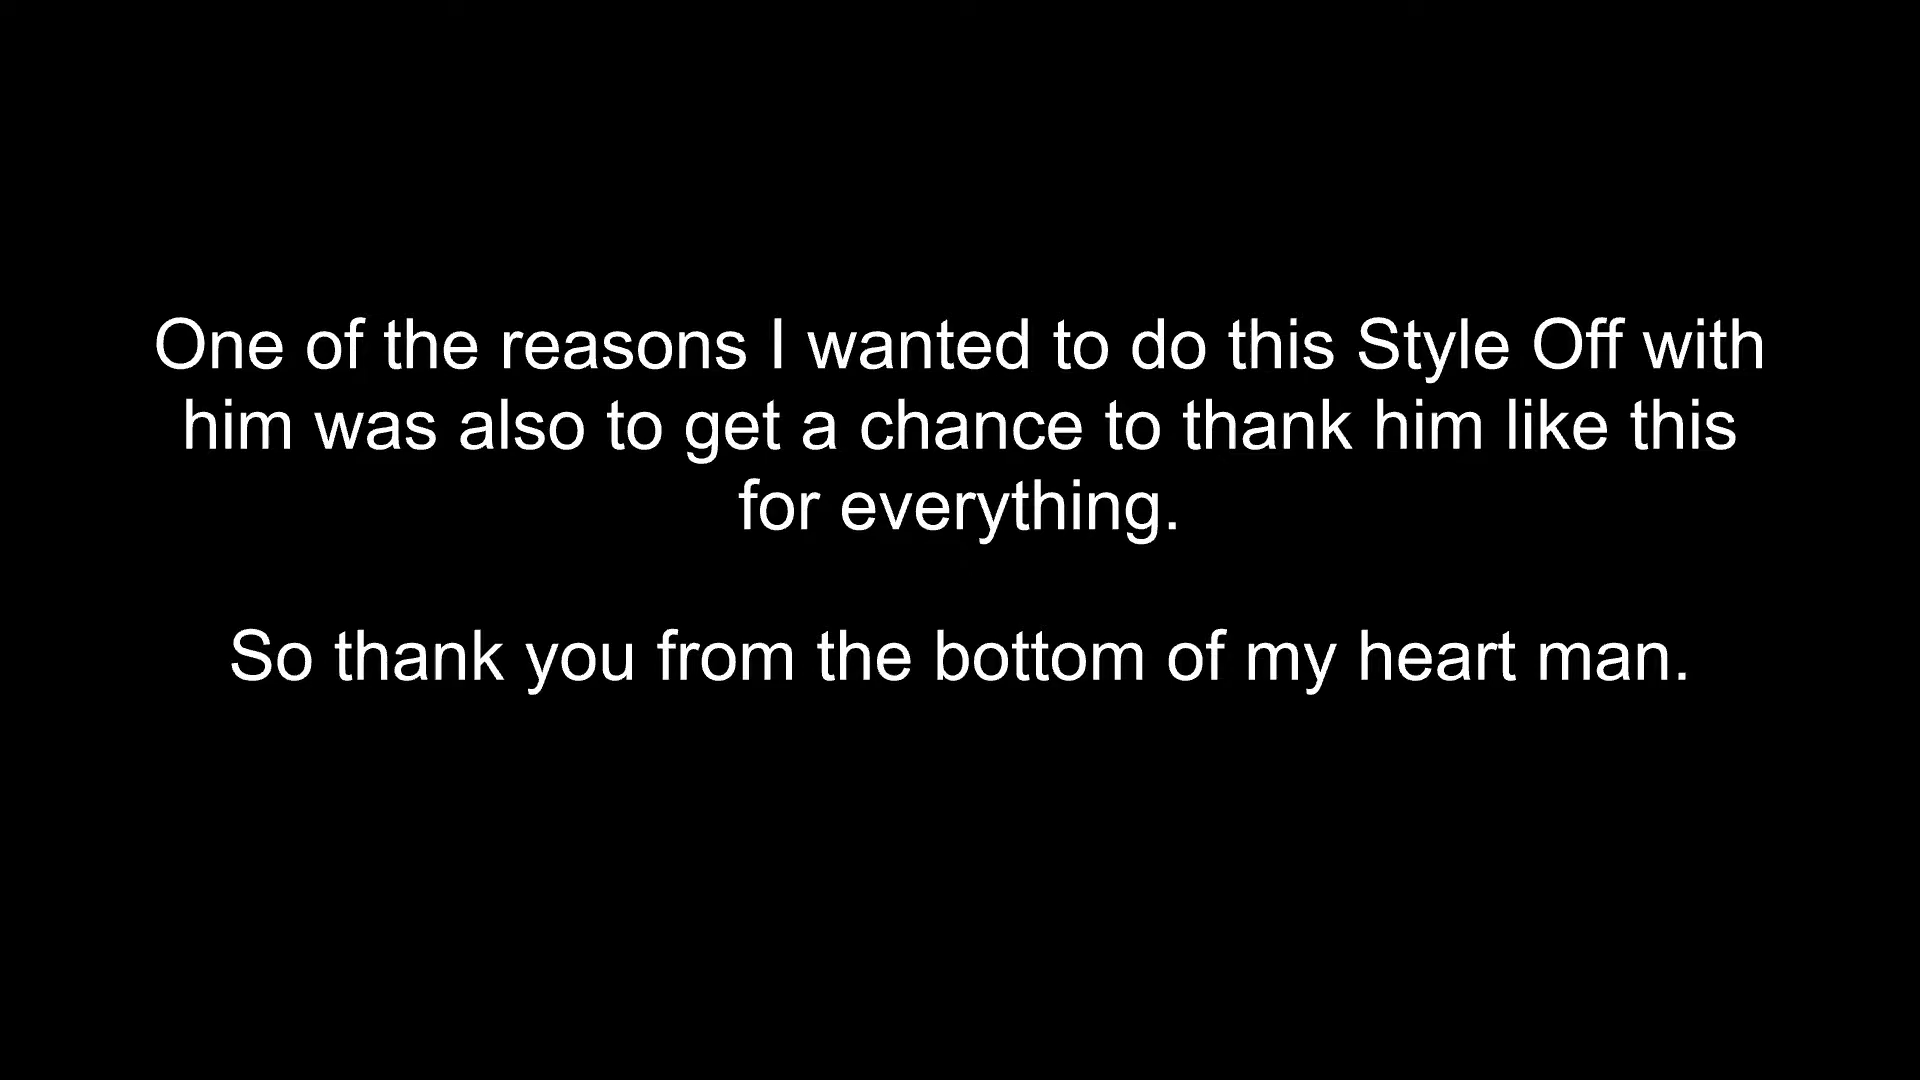 One of the reasons I wanted to do this Style Off with
him was also to get a chance to thank him like this
for everything.
So thank you from the bottom of my heart man.